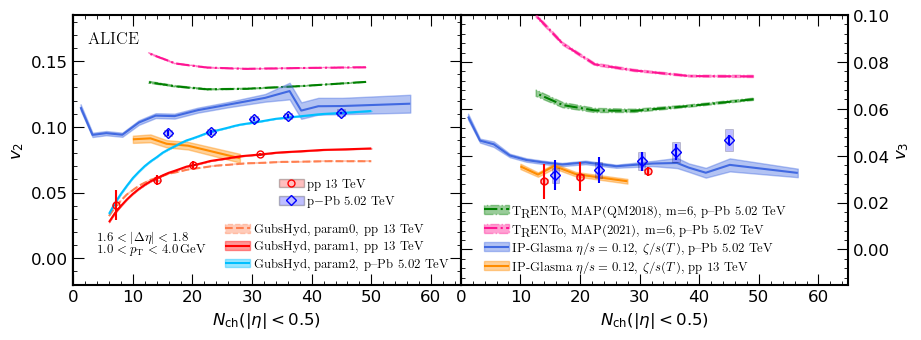 ALICE
0.15
0.10
0.05
0.00
v2
pp 13 TeV
p−Pb 5.02 TeV
1.6 < |Δη| < 1.8
1.0 < pT < 4.0 GeV
GubsHyd, param0, pp 13 TeV
GubsHyd, param1, pp 13 TeV
GubsHyd, param2, p–Pb 5.02 TeV
0 10 20 30 40 50 60
Nch(|η| < 0.5)
0.10
0.08
0.06
0.04
0.02
0.00
v3
TRENTo, MAP(QM2018), m=6, p–Pb 5.02 TeV
TRENTo, MAP(2021), m=6, p–Pb 5.02 TeV
IP-Glasma η/s = 0.12, ζ/s(T), p–Pb 5.02 TeV
IP-Glasma η/s = 0.12, ζ/s(T), pp 13 TeV
0 10 20 30 40 50 60
Nch(|η| < 0.5)